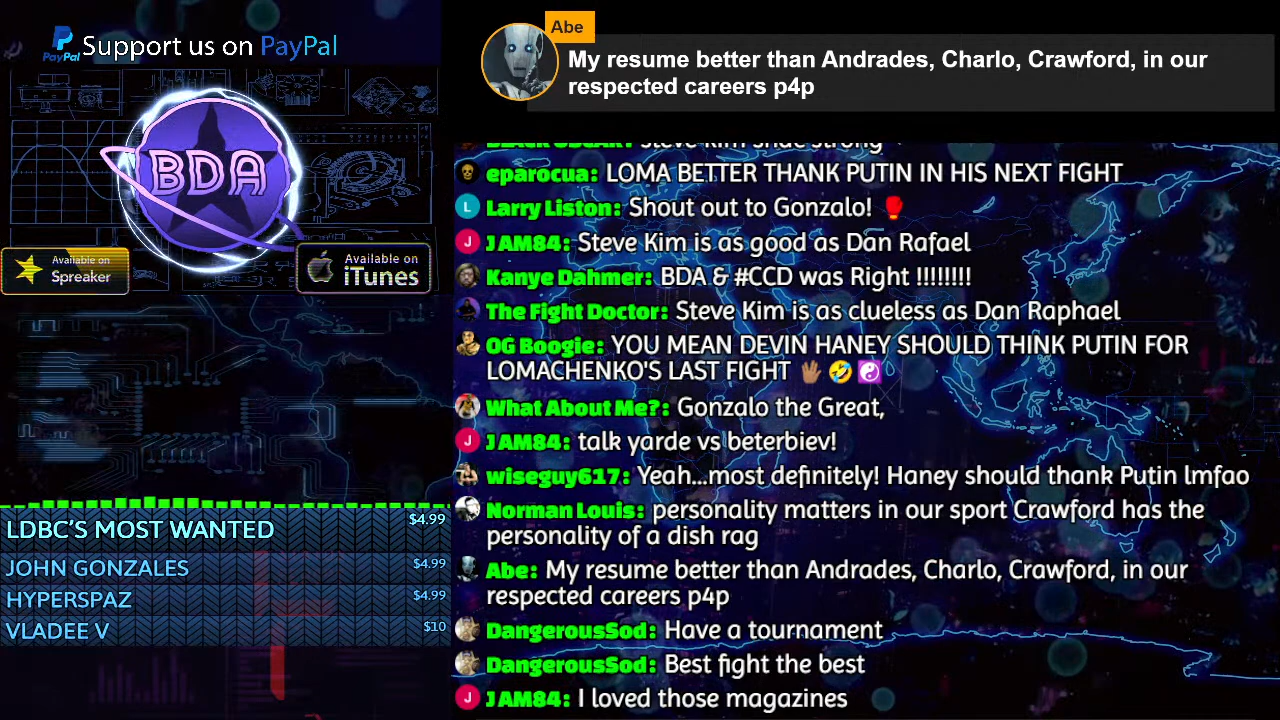 PayPal
Support us on PayPal
BDA
Available on
Spreaker
Available on
iTunes
LDBC'S MOST WANTED $4.99
JOHN GONZALES $4.99
HYPERSPAZ $4.99
VLADEE V $10
Abe
My resume better than Andrades, Charlo, Crawford, in our
respected careers p4p
eparocua: LOMA BETTER THANK PUTIN IN HIS NEXT FIGHT
L Larry Liston: Shout out to Gonzalo! 🥊
J J AM84: Steve Kim is as good as Dan Rafael
Kanye Dahmer: BDA & #CCD was Right !!!!!!!!
The Fight Doctor: Steve Kim is as clueless as Dan Raphael
OG Boogie: YOU MEAN DEVIN HANEY SHOULD THINK PUTIN FOR
LOMACHENKO'S LAST FIGHT 🖖🏽 🤣 ☯️
What About Me?: Gonzalo the Great,
J J AM84: talk yarde vs beterbiev!
wiseguy617: Yeah...most definitely! Haney should thank Putin lmfao
Norman Louis: personality matters in our sport Crawford has the
personality of a dish rag
Abe: My resume better than Andrades, Charlo, Crawford, in our
respected careers p4p
DangerousSod: Have a tournament
DangerousSod: Best fight the best
J J AM84: I loved those magazines